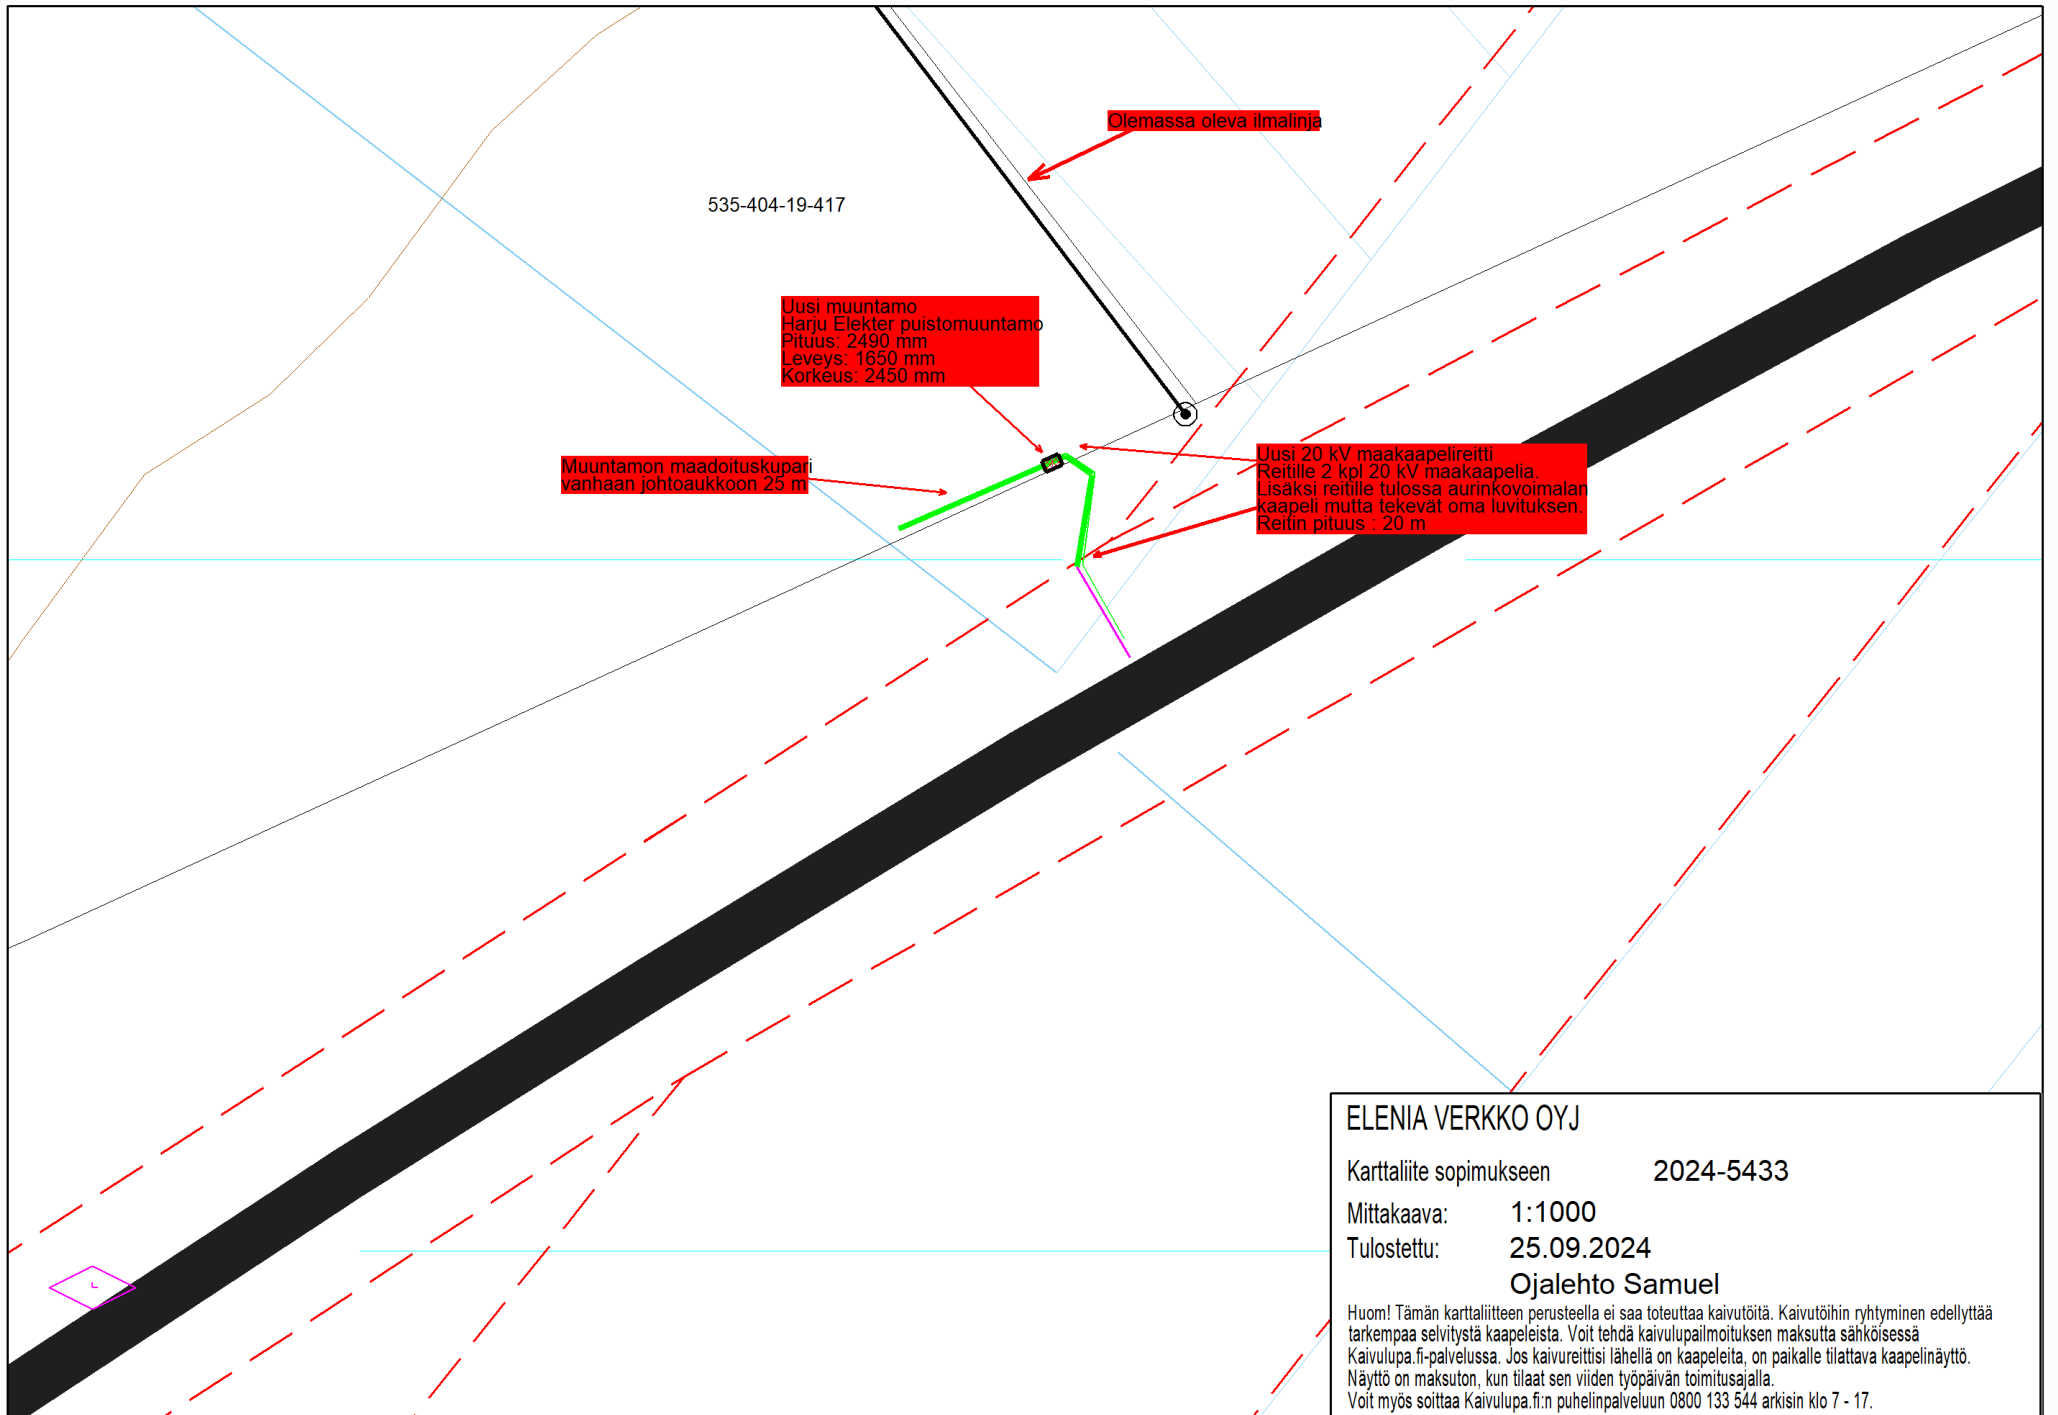 Olemassa oleva ilmalinja
535-404-19-417
Uusi muuntamo
Harju Elekter puistomuuntamo
Pituus: 2490 mm
Leveys: 1650 mm
Korkeus: 2450 mm
Muuntamon maadoituskupari
vanhaan johtoaukkoon 25 m
Uusi 20 kV maakaapelireitti
Reitille 2 kpl 20 kV maakaapelia.
Lisäksi reitille tulossa aurinkovoimalan
kaapeli mutta tekevät oma luvituksen.
Reitin pituus : 20 m
ELENIA VERKKO OYJ
Karttaliite sopimukseen 2024-5433
Mittakaava: 1:1000
Tulostettu: 25.09.2024
Ojalehto Samuel
Huom! Tämän karttaliitteen perusteella ei saa toteuttaa kaivutöitä. Kaivutöihin ryhtyminen edellyttää
tarkempaa selvitystä kaapeleista. Voit tehdä kaivulupailmoituksen maksutta sähköisessä
Kaivulupa.fi-palvelussa. Jos kaivureittisi lähellä on kaapeleita, on paikalle tilattava kaapelinäyttö.
Näyttö on maksuton, kun tilaat sen viiden työpäivän toimitusajalla.
Voit myös soittaa Kaivulupa.fi:n puhelinpalveluun 0800 133 544 arkisin klo 7 - 17.